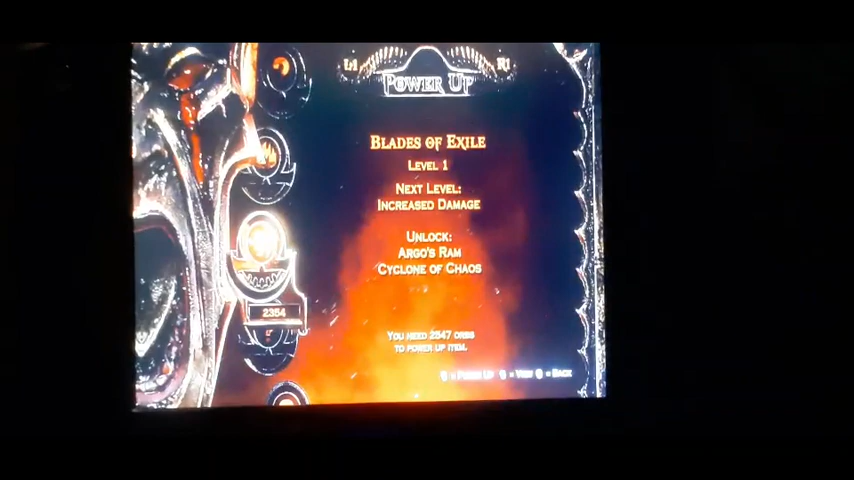 L1 POWER UP R1
BLADES OF EXILE
LEVEL 1
NEXT LEVEL:
INCREASED DAMAGE
UNLOCK:
ARGO'S RAM
CYCLONE OF CHAOS
2354
YOU NEED 2547 ORBS
TO POWER UP ITEM.
= POWER UP = VIEW = BACK